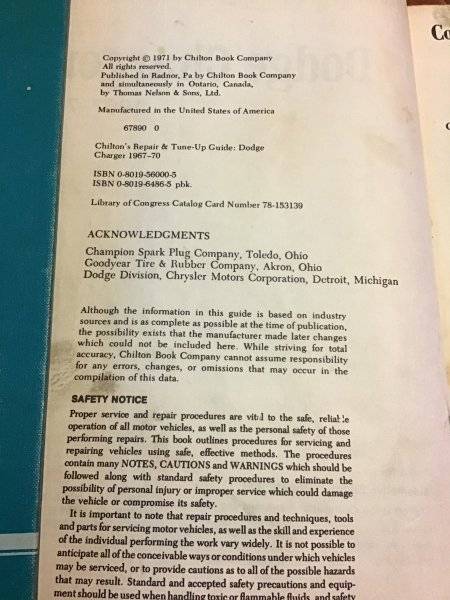 Copyright © 1971 by Chilton Book Company
All rights reserved.
Published in Radnor, Pa by Chilton Book Company
and simultaneously in Ontario, Canada,
by Thomas Nelson & Sons, Ltd.
Manufactured in the United States of America
67890 0
Chilton's Repair & Tune-Up Guide: Dodge
Charger 1967-70
ISBN 0-8019-56000-5
ISBN 0-8019-6486-5 pbk.
Library of Congress Catalog Card Number 78-153139
ACKNOWLEDGMENTS
Champion Spark Plug Company, Toledo, Ohio
Goodyear Tire & Rubber Company, Akron, Ohio
Dodge Division, Chrysler Motors Corporation, Detroit, Michigan
Although the information in this guide is based on industry
sources and is as complete as possible at the time of publication,
the possibility exists that the manufacturer made later changes
which could not be included here. While striving for total
accuracy, Chilton Book Company cannot assume responsibility
for any errors, changes, or omissions that may occur in the
compilation of this data.
SAFETY NOTICE
Proper service and repair procedures are vital to the safe, reliable
operation of all motor vehicles, as well as the personal safety of those
performing repairs. This book outlines procedures for servicing and
repairing vehicles using safe, effective methods. The procedures
contain many NOTES, CAUTIONS and WARNINGS which should be
followed along with standard safety procedures to eliminate the
possibility of personal injury or improper service which could damage
the vehicle or compromise its safety.
It is important to note that repair procedures and techniques, tools
and parts for servicing motor vehicles, as well as the skill and experience
of the individual performing the work vary widely. It is not possible to
anticipate all of the conceivable ways or conditions under which vehicles
may be serviced, or to provide cautions as to all of the possible hazards
that may result. Standard and accepted safety precautions and equip-
ment should be used when handling toxic or flammable fluids, and safety
Co